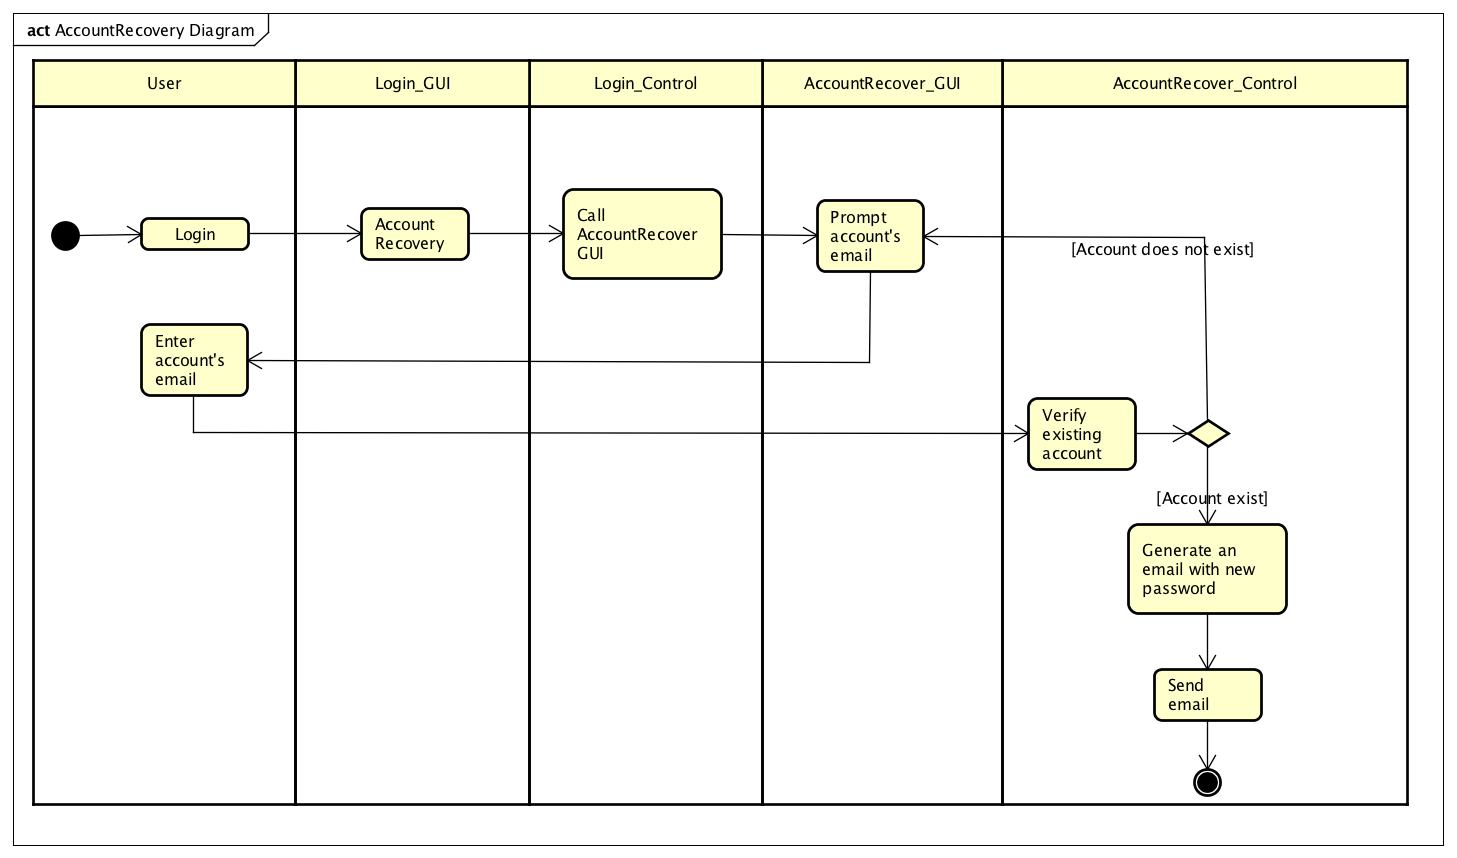 act AccountRecovery Diagram
User
Login_GUI
Login_Control
AccountRecover_GUI
AccountRecover_Control
Login
Account
Recovery
Call
AccountRecover
GUI
Prompt
account's
email
[Account does not exist]
Enter
account's
email
Verify
existing
account
[Account exist]
Generate an
email with new
password
Send
email